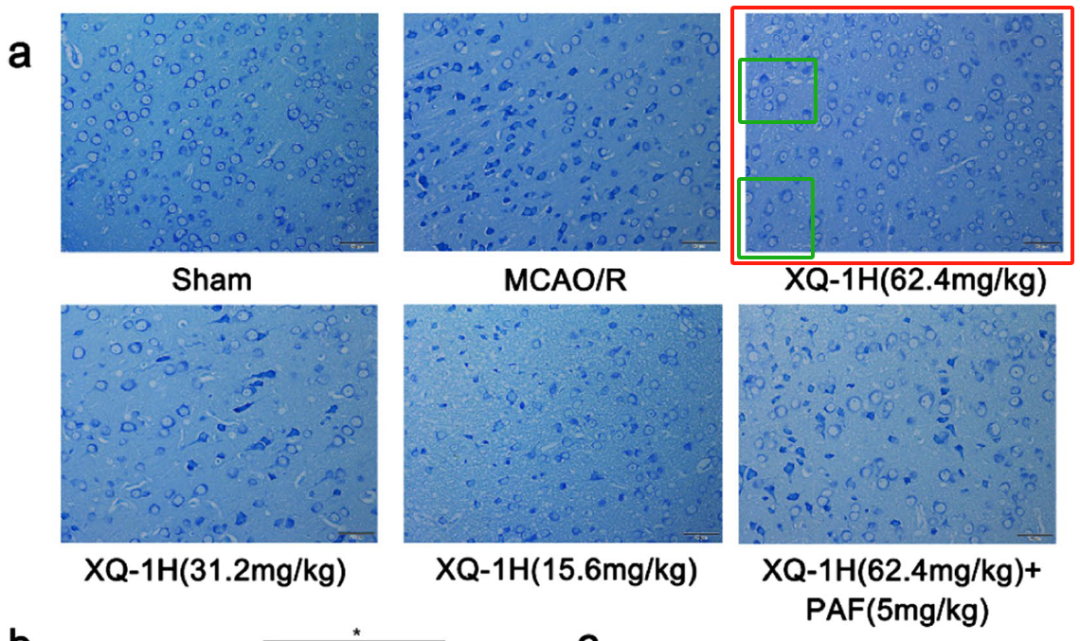 a
Sham
MCAO/R
XQ-1H(62.4mg/kg)
XQ-1H(31.2mg/kg)
XQ-1H(15.6mg/kg)
XQ-1H(62.4mg/kg)+
PAF(5mg/kg)
*